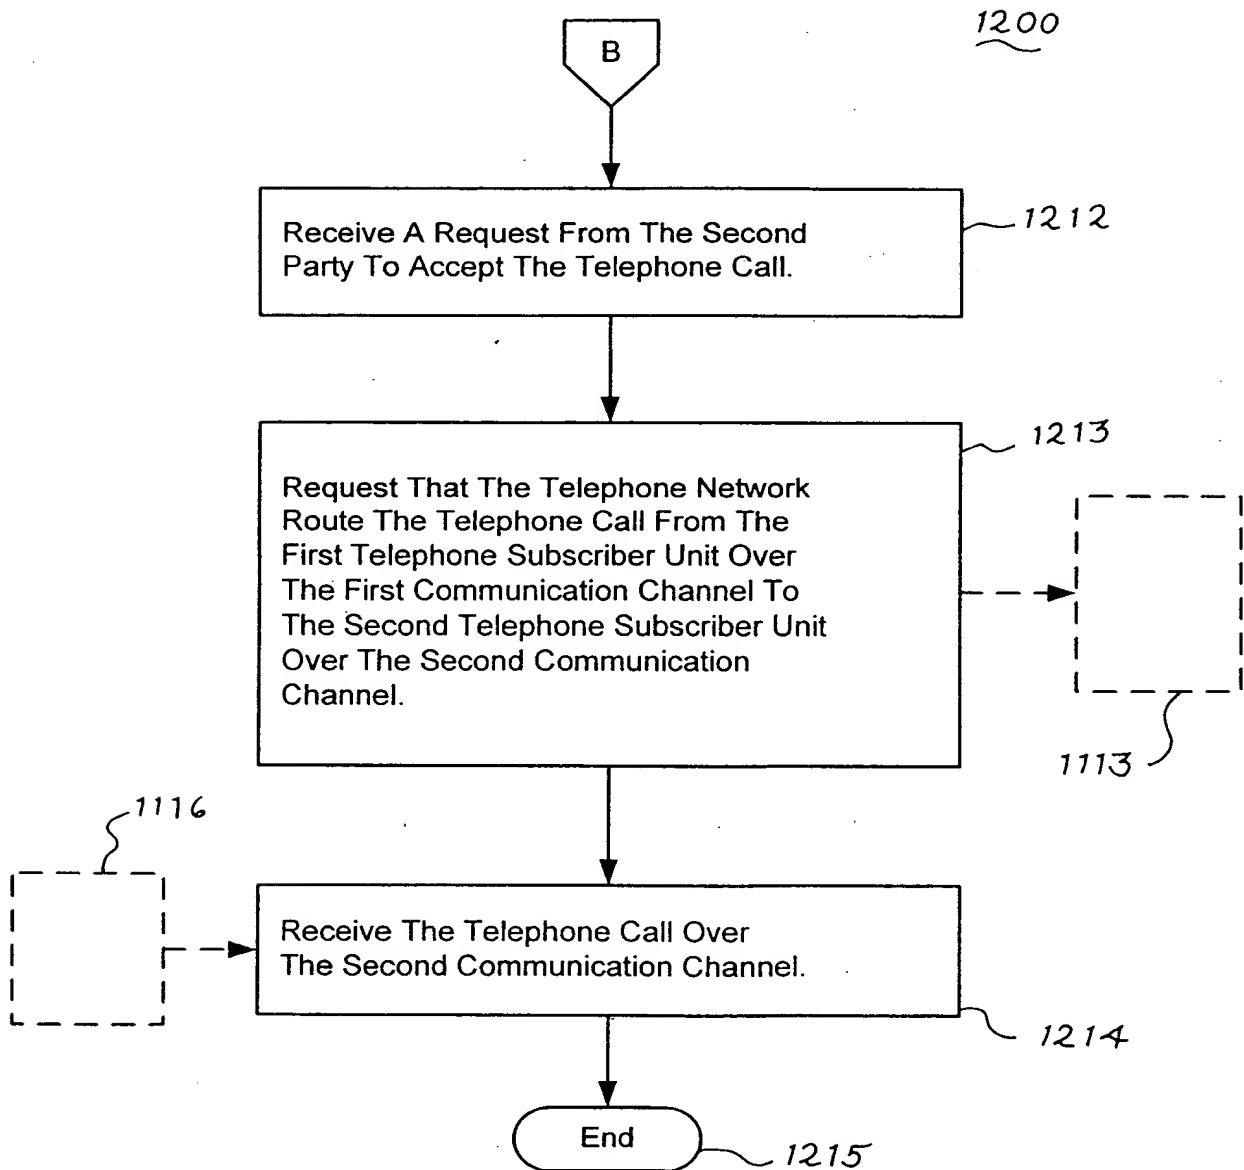 1200
B
Receive A Request From The Second
Party To Accept The Telephone Call.
1212
1213
Request That The Telephone Network
Route The Telephone Call From The
First Telephone Subscriber Unit Over
The First Communication Channel To
The Second Telephone Subscriber Unit
Over The Second Communication
Channel.
1113
1116
Receive The Telephone Call Over
The Second Communication Channel.
1214
End
1215